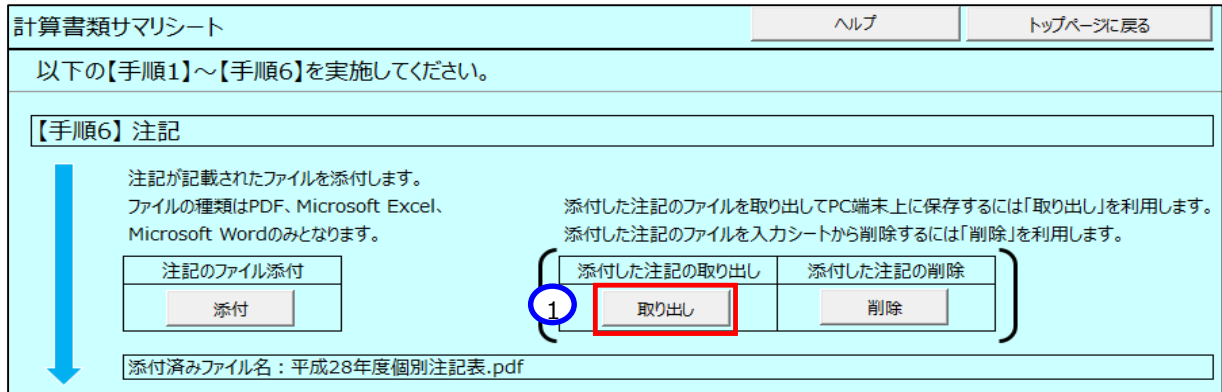 計算書類サマリシート
ヘルプ
トップページに戻る
以下の【手順1】～【手順6】を実施してください。
【手順6】 注記
注記が記載されたファイルを添付します。
ファイルの種類はPDF、Microsoft Excel、
Microsoft Wordのみとなります。
添付した注記のファイルを取り出してPC端末上に保存するには「取り出し」を利用します。
添付した注記のファイルを入力シートから削除するには「削除」を利用します。
注記のファイル添付
添付した注記の取り出し
添付した注記の削除
添付
1
取り出し
削除
添付済みファイル名：平成28年度個別注記表.pdf